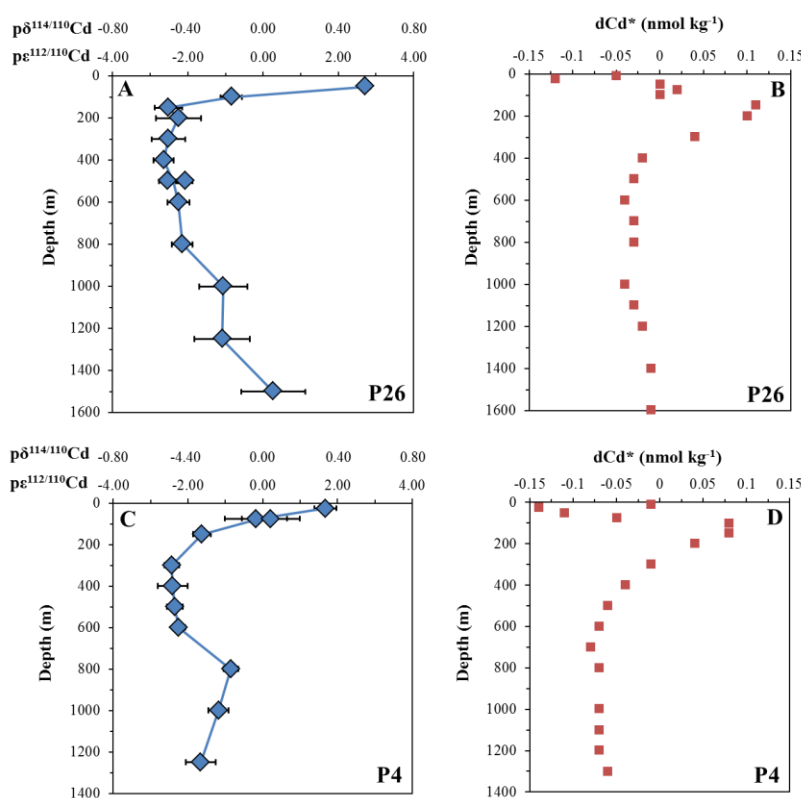 pδ¹¹⁴/¹¹⁰Cd -0.80 -0.40 0.00 0.40 0.80
pε¹¹²/¹¹⁰Cd -4.00 -2.00 0.00 2.00 4.00
0
200
400
600
800
1000
1200
1400
1600
Depth (m)
A
P26
dCd* (nmol kg⁻¹)
-0.15 -0.1 -0.05 0 0.05 0.1 0.15
0
200
400
600
800
1000
1200
1400
1600
Depth (m)
B
P26
pδ¹¹⁴/¹¹⁰Cd -0.80 -4.40 0.00 0.40 0.80
pε¹¹²/¹¹⁰Cd -4.00 -2.00 0.00 2.00 4.00
0
200
400
600
800
1000
1200
1400
Depth (m)
C
P4
dCd* (nmol kg⁻¹)
-0.15 -0.1 -0.05 0 0.05 0.1 0.15
0
200
400
600
800
1000
1200
1400
Depth (m)
D
P4